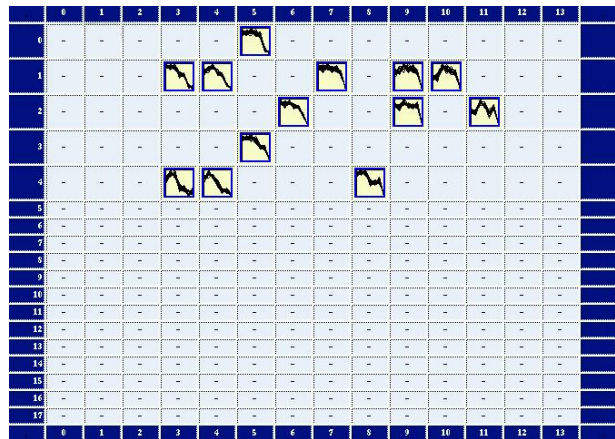 0 1 2 3 4 5 6 7 8 9 10 11 12 13
0 - - - - - - - - - - - - -
1 - - - - - - - - -
2 - - - - - - - - - - -
3 - - - - - - - - - - - - -
4 - - - - - - - - - - -
5 - - - - - - - - - - - - - -
6 - - - - - - - - - - - - - -
7 - - - - - - - - - - - - - -
8 - - - - - - - - - - - - - -
9 - - - - - - - - - - - - - -
10 - - - - - - - - - - - - - -
11 - - - - - - - - - - - - - -
12 - - - - - - - - - - - - - -
13 - - - - - - - - - - - - - -
14 - - - - - - - - - - - - - -
15 - - - - - - - - - - - - - -
16 - - - - - - - - - - - - - -
17 - - - - - - - - - - - - - -
0 1 2 3 4 5 6 7 8 9 10 11 12 13